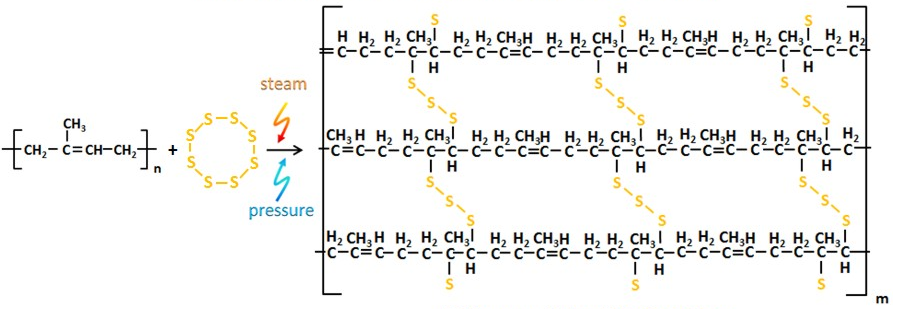 CH₃
CH₂–C=CH–CH₂
n
+
S–S
S S
S S
S–S
steam
pressure
S S S
H H₂ H₂ CH₃ H₂ H₂ CH₃H H₂ H₂ CH₃ H₂ H₂ CH₃H H₂ H₂ CH₃ H₂ H₂
=C–C–C–C–C–C–C–C=C–C–C–C–C–C–C–C=C–C–C–C–C–C–C
H H H
S S S
S S S
S S S
CH₃H H₂ H₂ CH₃ H₂ H₂ CH₃H H₂ H₂ CH₃ H₂ H₂ CH₃H H₂ H₂ CH₃ H₂
C=C–C–C–C–C–C–C–C=C–C–C–C–C–C–C–C=C–C–C–C–C–C
H H H
S S S
S S S
S S S
H₂ CH₃H H₂ H₂ CH₃ H₂ H₂ CH₃H H₂ H₂ CH₃ H₂ H₂ CH₃H H₂ H₂ CH₃
C–C=C–C–C–C–C–C–C–C=C–C–C–C–C–C–C–C=C–C–C–C–C
H H H
S S S
m